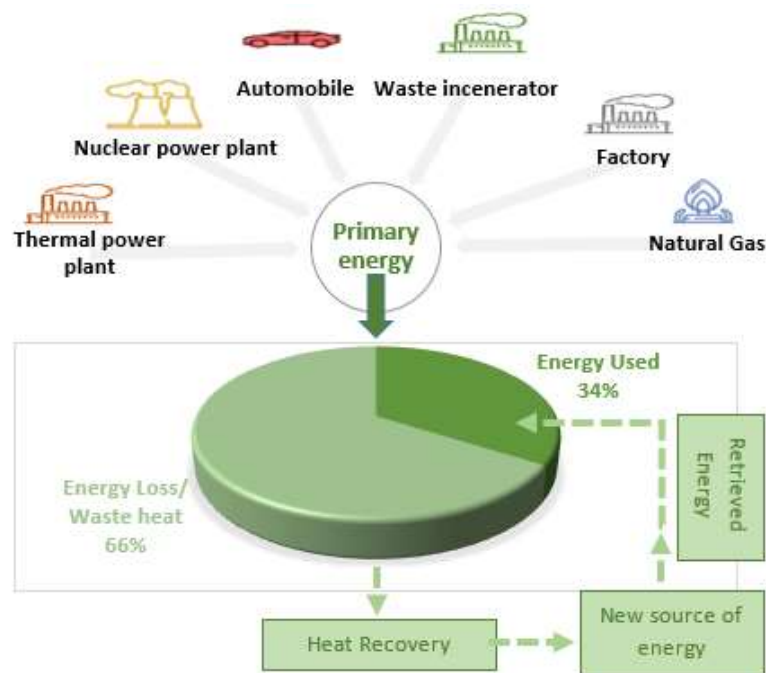 Automobile
Waste incenerator
Nuclear power plant
Factory
Thermal power
plant
Natural Gas
Primary
energy
Energy Used
34%
Energy Loss/
Waste heat
66%
Retrieved
Energy
Heat Recovery
New source of
energy